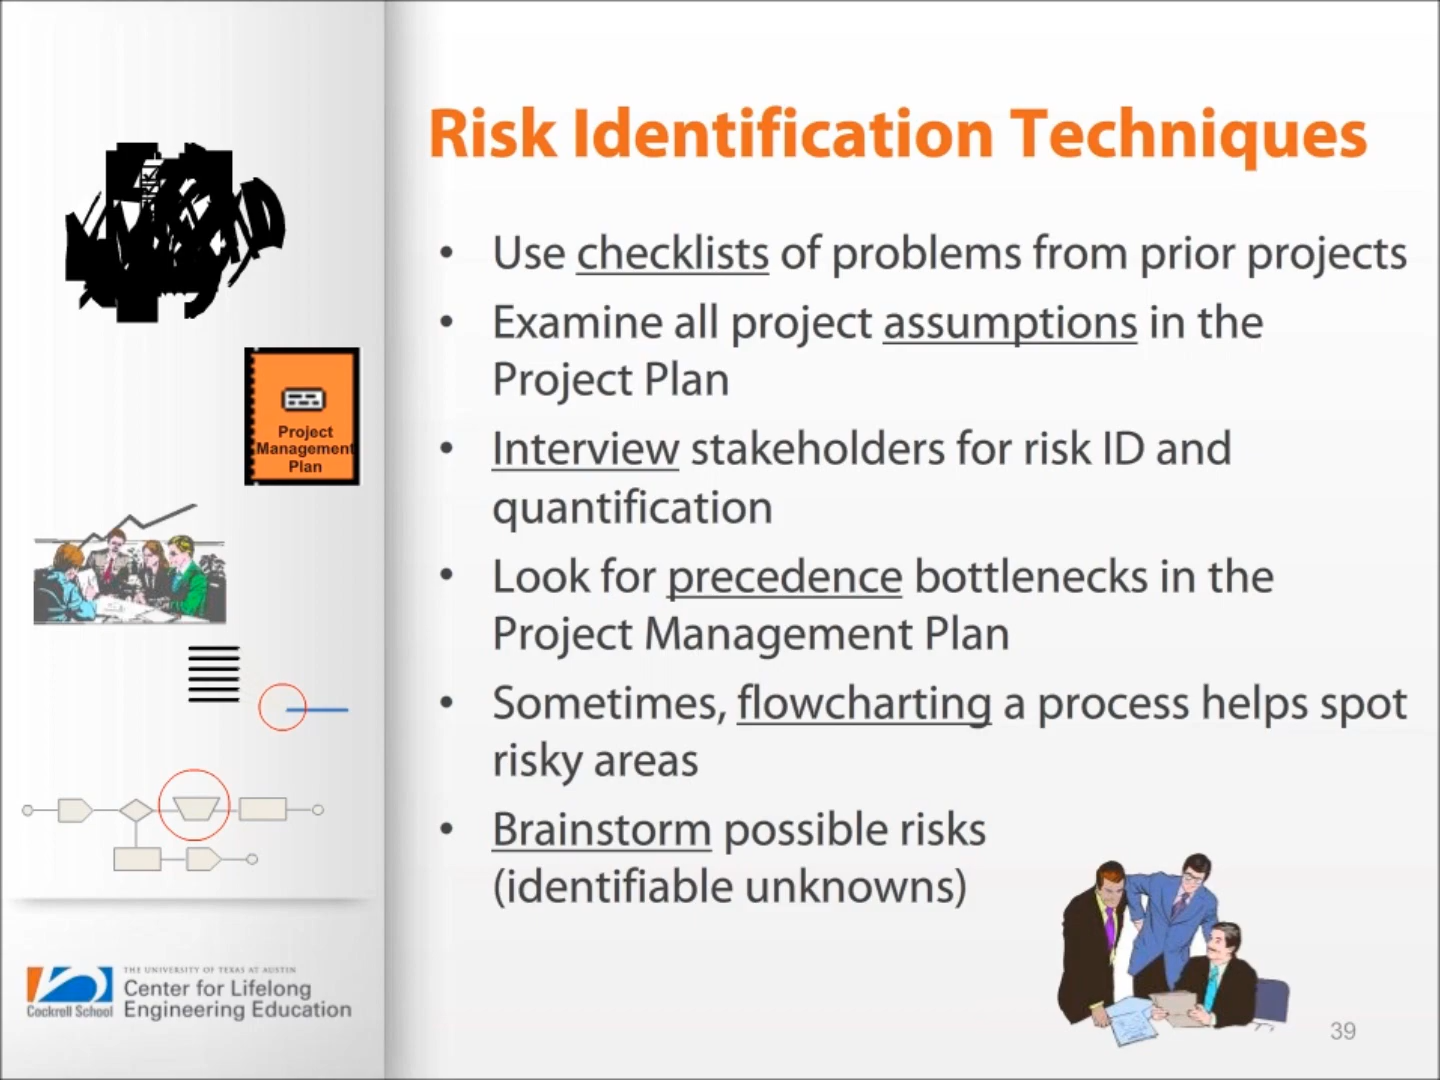 Risk Identification Techniques
• Use checklists of problems from prior projects
• Examine all project assumptions in the
Project Plan
• Interview stakeholders for risk ID and
quantification
• Look for precedence bottlenecks in the
Project Management Plan
• Sometimes, flowcharting a process helps spot
risky areas
• Brainstorm possible risks
(identifiable unknowns)
Project
Management
Plan
THE UNIVERSITY OF TEXAS AT AUSTIN
Center for Lifelong
Engineering Education
Cockrell School
39